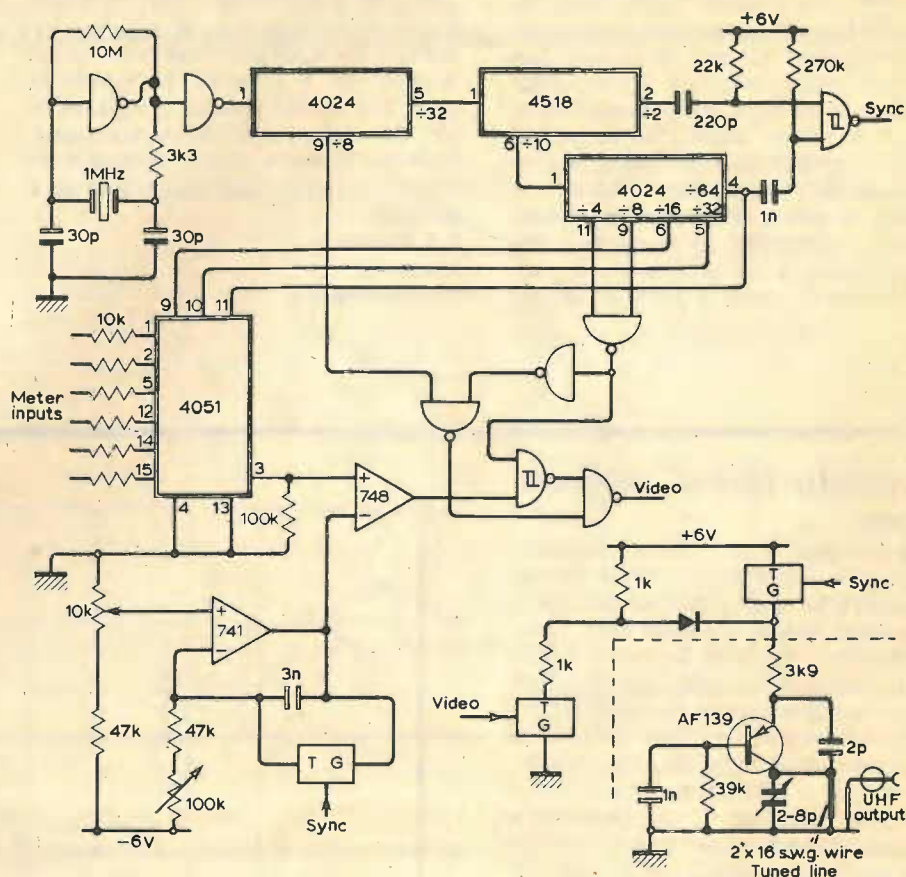 +6V
10M
22k
270k
1
4024
5
÷32
1
4518
2
÷2
220p
Sync
9
÷8
6
÷10
3k3
1MHz
1
4024
÷64
4
÷4
÷8
÷16
÷32
11
9
6
5
1n
30p
30p
9
10
11
10k
1
2
5
12
14
15
Meter
inputs
4051
3
4
13
100k
+
748
−
Video
+6V
1k
T
G
Sync
10k
+
741
−
3n
1k
3k9
Video
T
G
AF139
47k
47k
T G
2p
39k
1n
100k
Sync
2-8p
UHF
output
−6V
2"x 16 s.w.g. wire
Tuned line